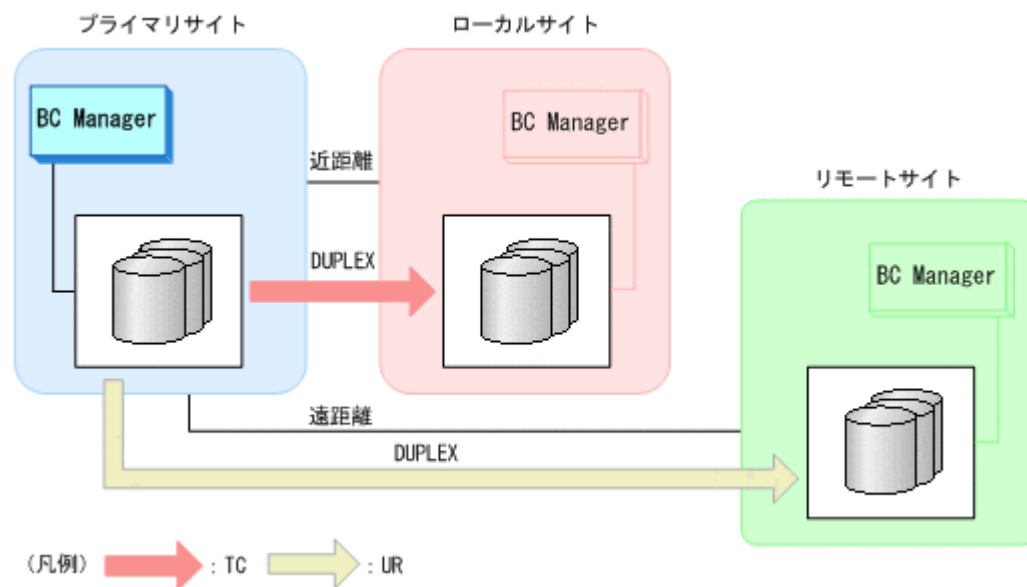 プライマリサイト
ローカルサイト
BC Manager
BC Manager
近距離
リモートサイト
DUPLEX
BC Manager
遠距離
DUPLEX
(凡例) : TC : UR